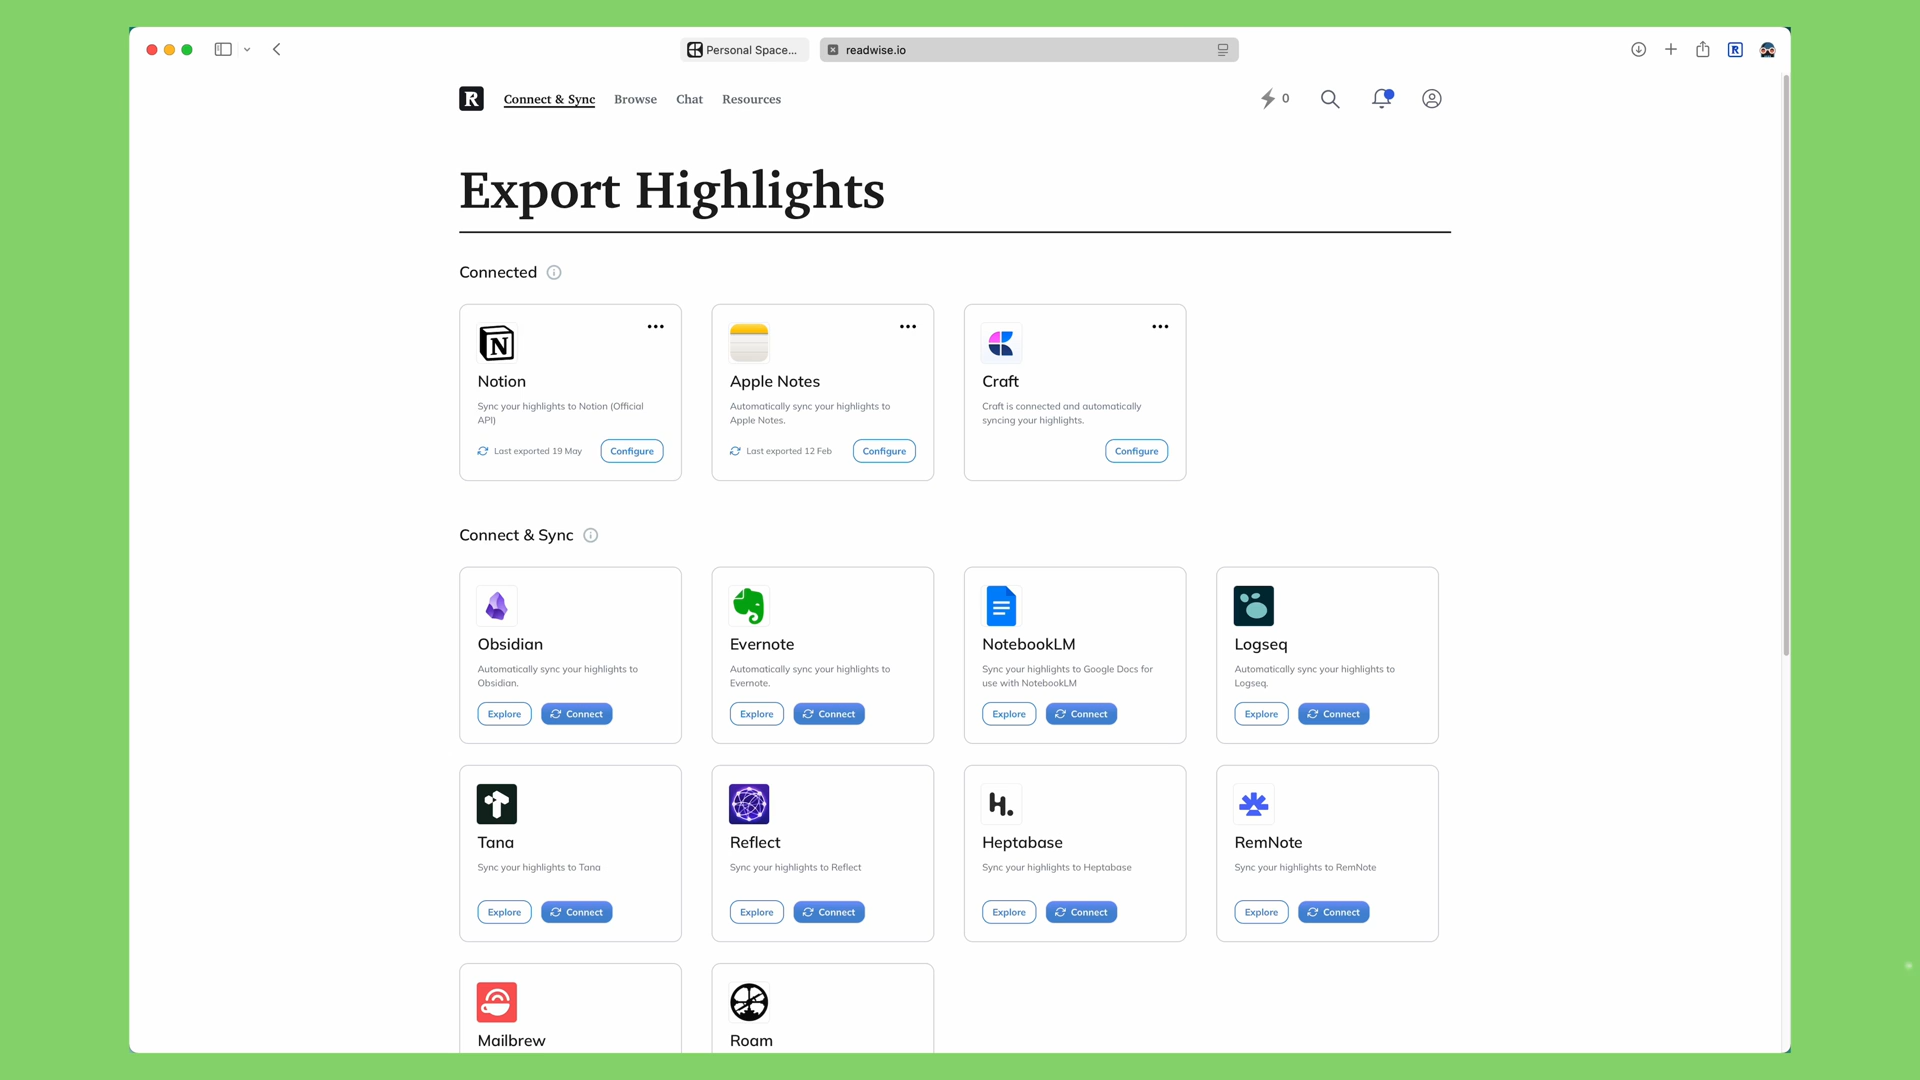 Personal Space...
readwise.io
R
R
Connect & Sync
Browse
Chat
Resources
0
Export Highlights
Connected
Notion
Sync your highlights to Notion (Official
API)
Last exported 19 May
Configure
Apple Notes
Automatically sync your highlights to
Apple Notes.
Last exported 12 Feb
Configure
Craft
Craft is connected and automatically
syncing your highlights.
Configure
Connect & Sync
Obsidian
Automatically sync your highlights to
Obsidian.
Explore
Connect
Evernote
Automatically sync your highlights to
Evernote.
Explore
Connect
NotebookLM
Sync your highlights to Google Docs for
use with NotebookLM
Explore
Connect
Logseq
Automatically sync your highlights to
Logseq.
Explore
Connect
Tana
Sync your highlights to Tana
Explore
Connect
Reflect
Sync your highlights to Reflect
Explore
Connect
h.
Heptabase
Sync your highlights to Heptabase
Explore
Connect
RemNote
Sync your highlights to RemNote
Explore
Connect
Mailbrew
Roam